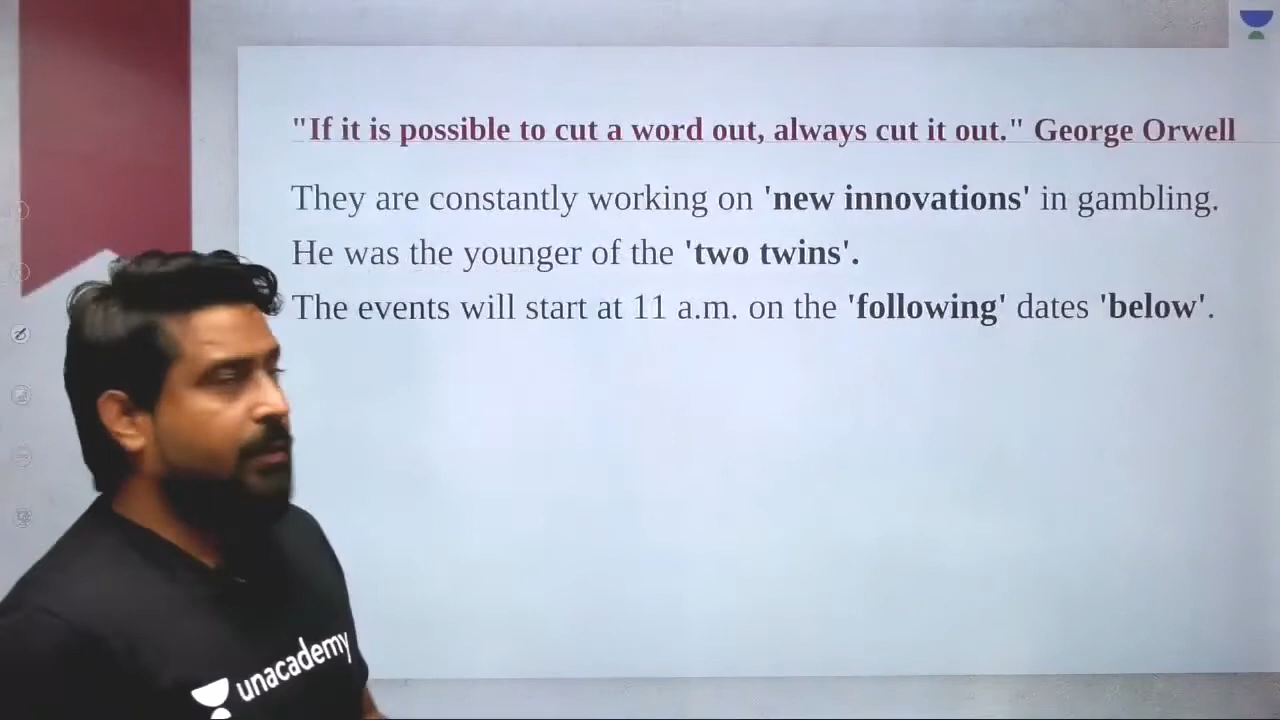 "If it is possible to cut a word out, always cut it out." George Orwell
They are constantly working on 'new innovations' in gambling.
He was the younger of the 'two twins'.
The events will start at 11 a.m. on the 'following' dates 'below'.
unacademy